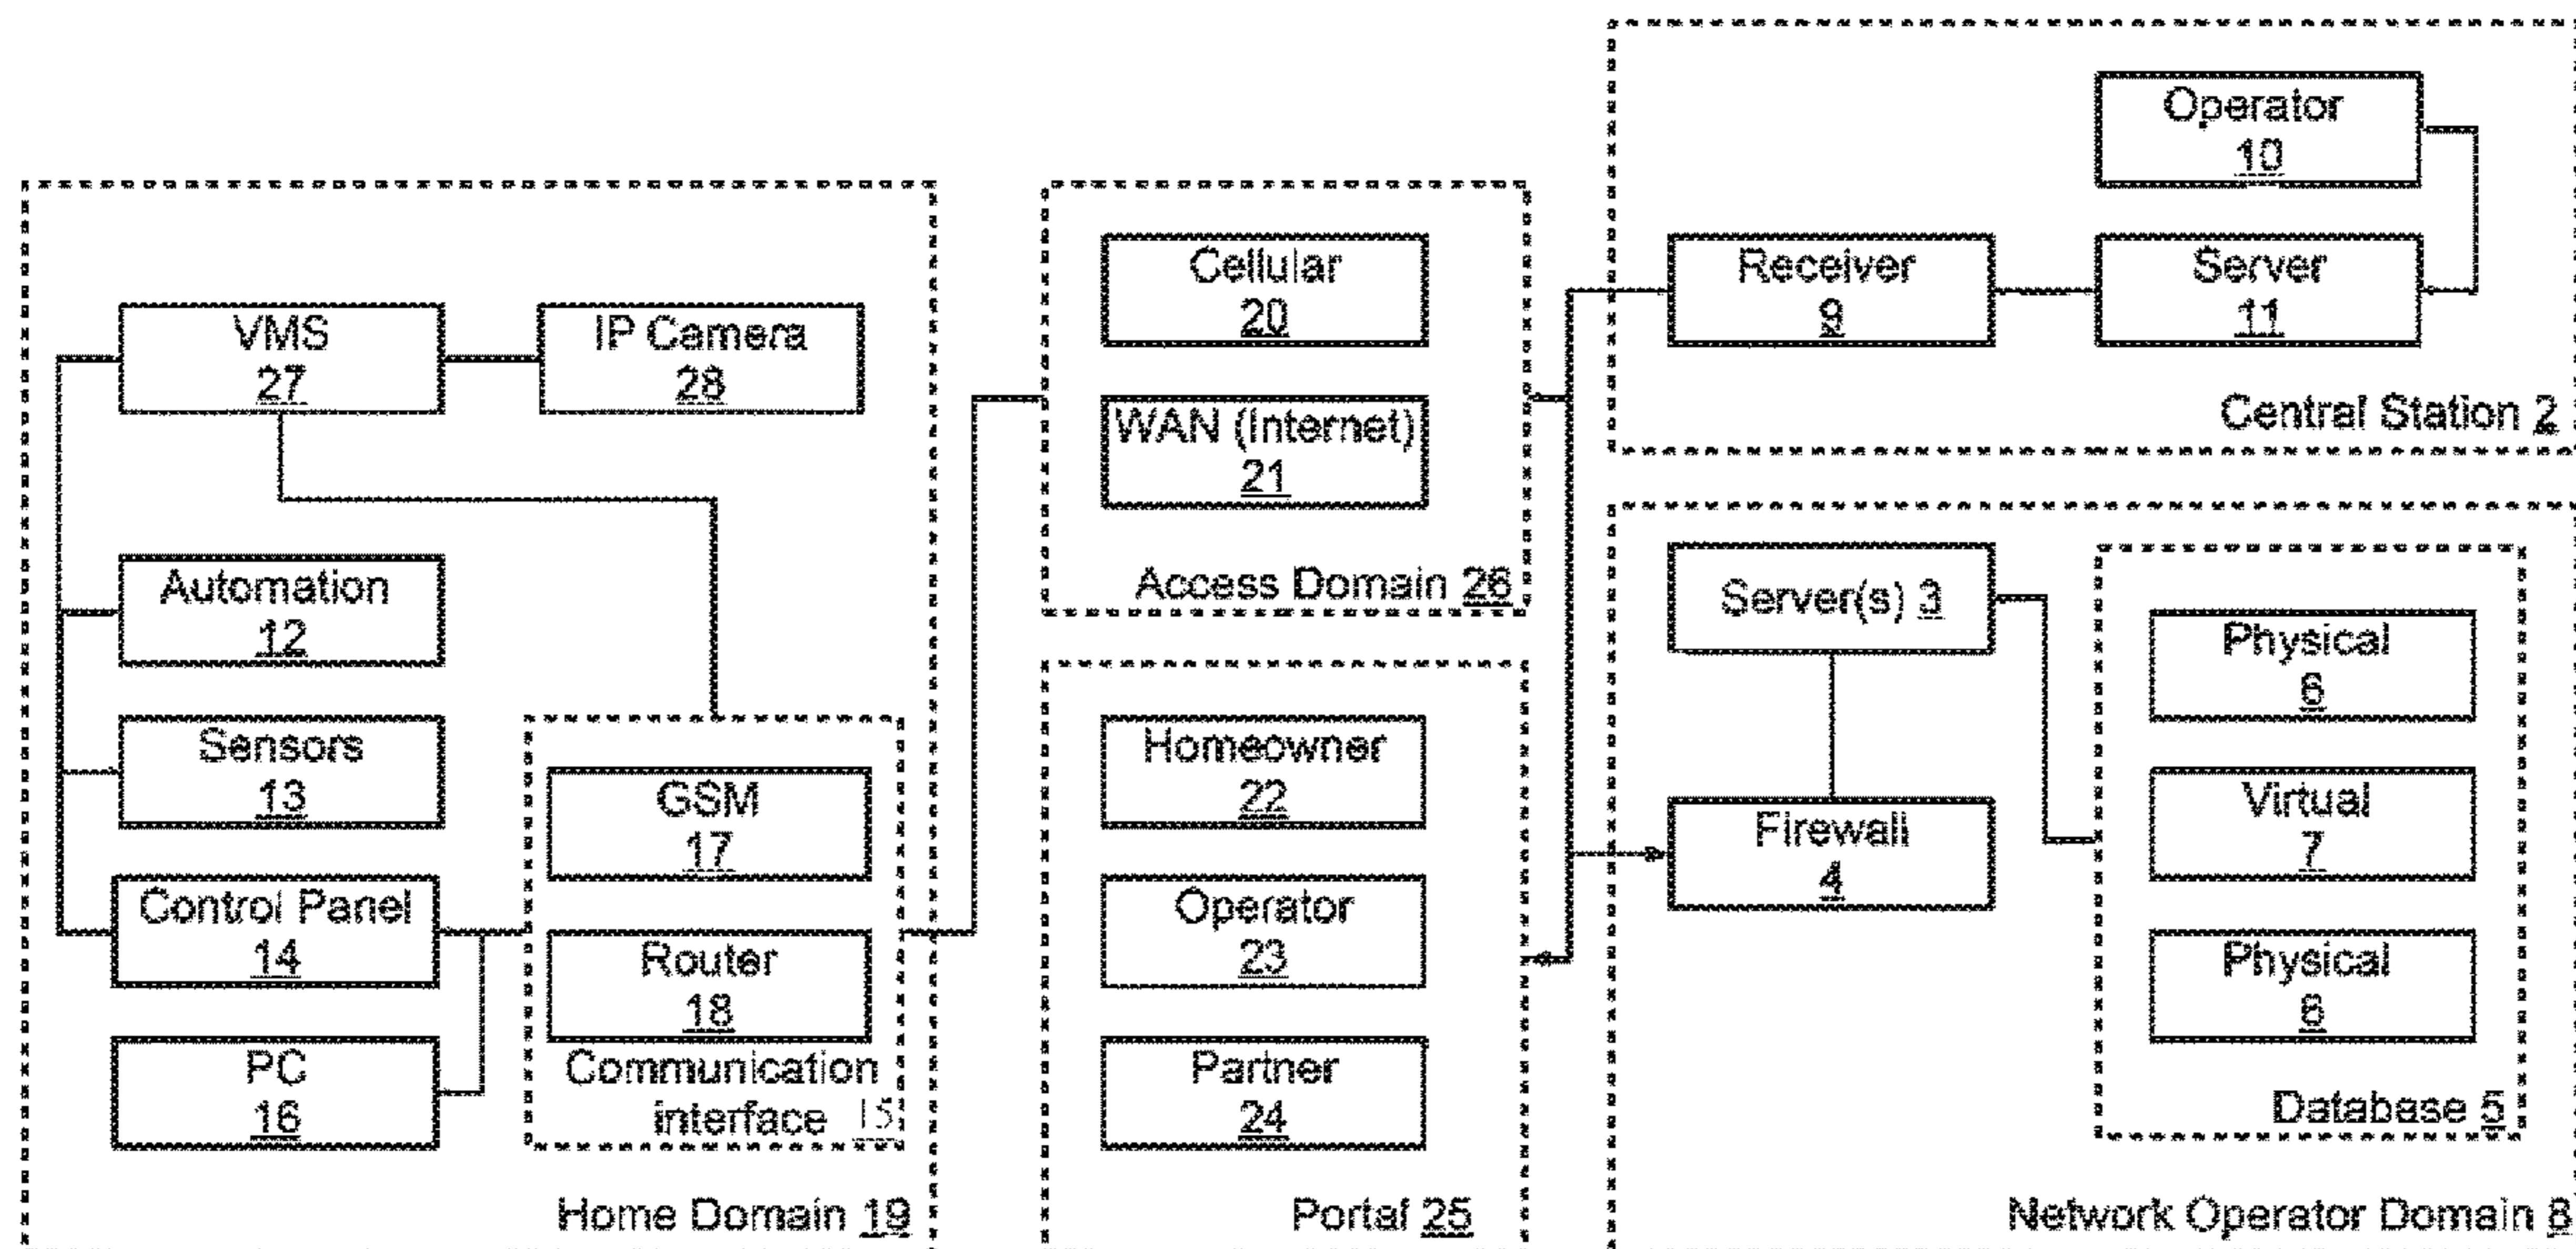 VMS
27
IP Camera
28
Automation
12
Sensors
13
Control Panel
14
PC
16
GSM
17
Router
18
Communication
interface 15
Home Domain 19
Cellular
20
WAN (Internet)
21
Access Domain 26
Homeowner
22
Operator
23
Partner
24
Portal 25
Operator
10
Receiver
9
Server
11
Central Station 2
Server(s) 3
Firewall
4
Physical
6
Virtual
7
Physical
6
Database 5
Network Operator Domain 8